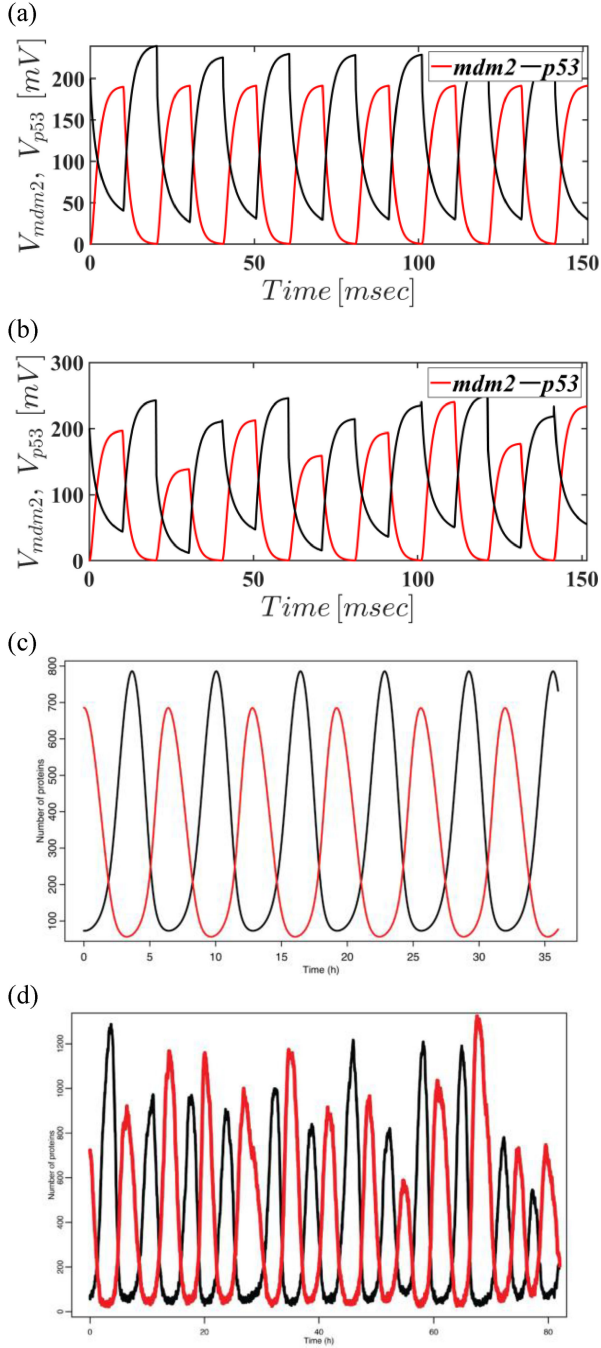 (a)
V_mdm2, V_p53 [mV]
200
150
100
50
0
mdm2 p53
0 50 100 150
Time [msec]
(b)
V_mdm2, V_p53 [mV]
300
200
100
0
mdm2 p53
0 50 100 150
Time [msec]
(c)
Number of proteins
800
700
600
500
400
300
200
100
0 5 10 15 20 25 30 35
Time (h)
(d)
Number of proteins
1200
1000
800
600
400
200
0
0 20 40 60 80
Time (h)